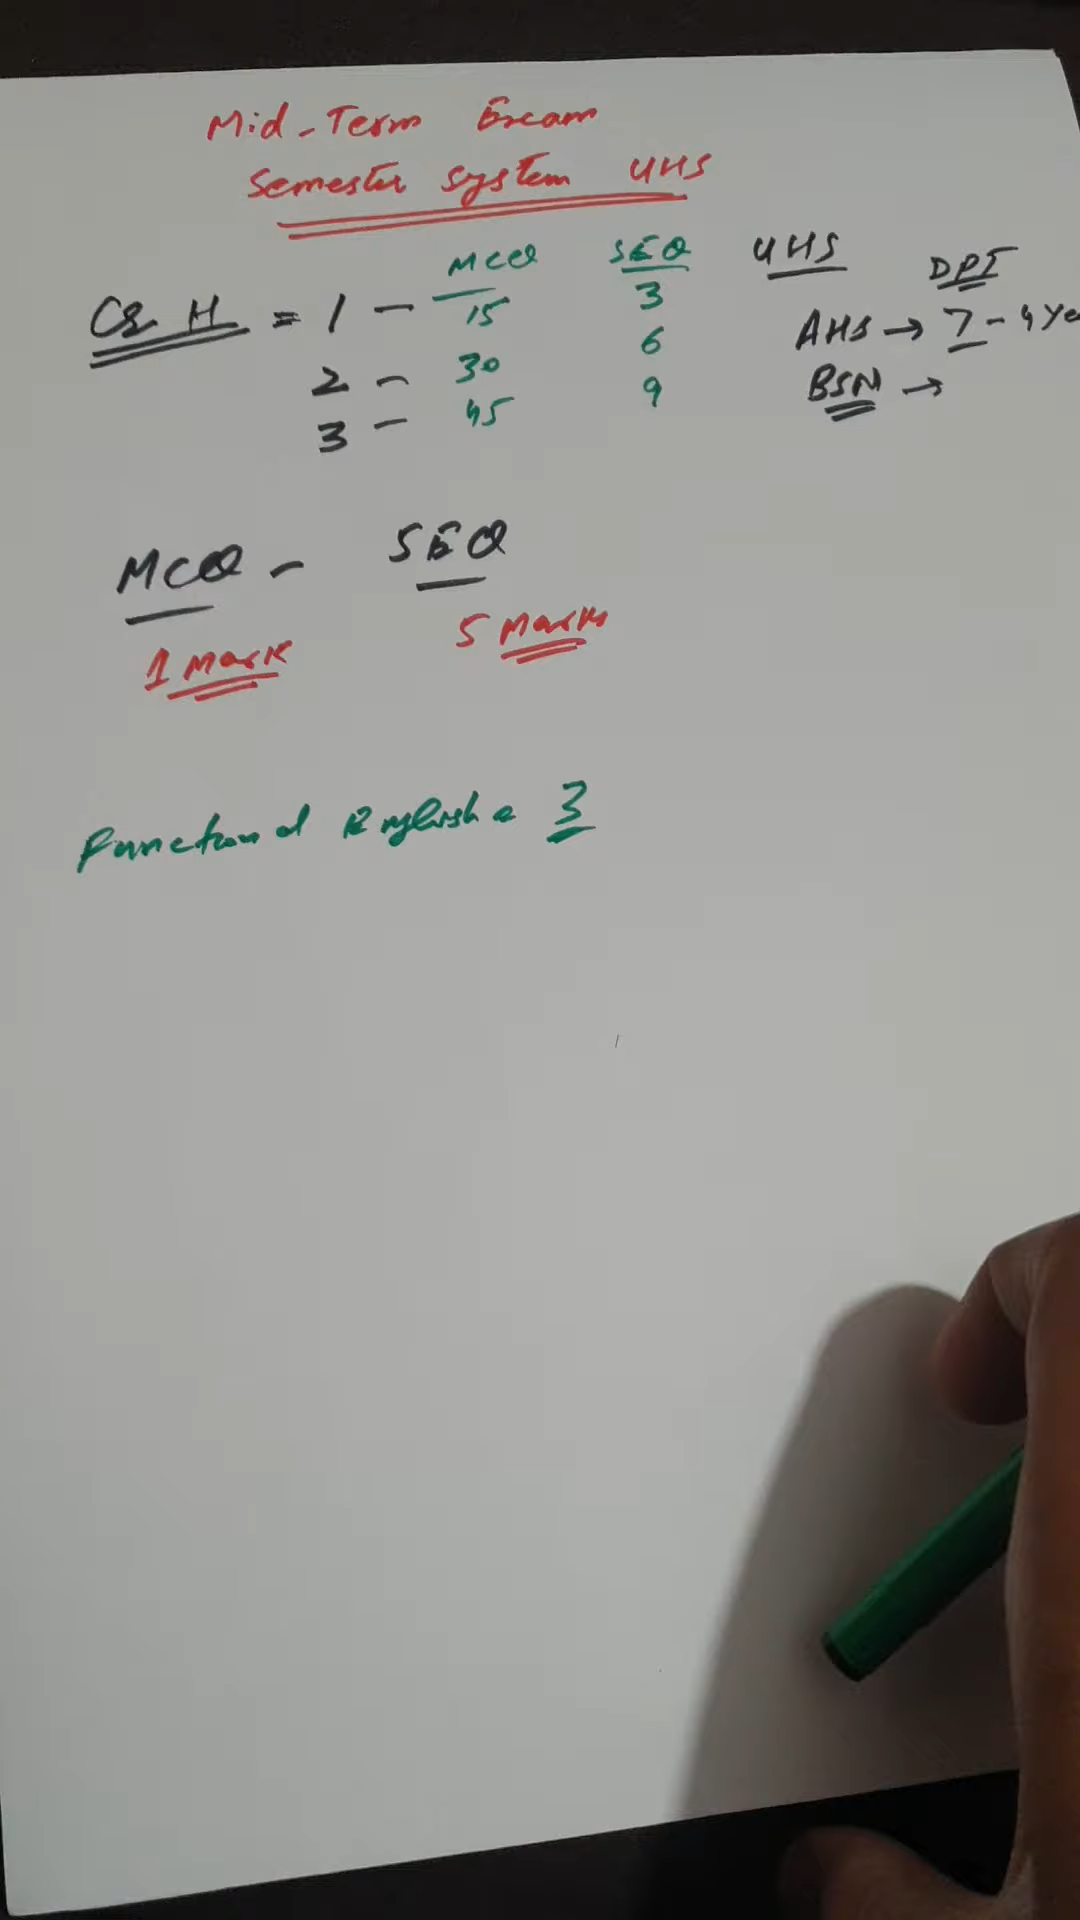 Mid-Term Exam
Semester system UHS
MCQ SEQ UHS DPT
Cr H = 1 - 15 3 AHS → 7 - 4 Ye
2 - 30 6 BSN →
3 - 45 9
MCQ - SEQ
1 Mark 5 Marks
Functional English = 3